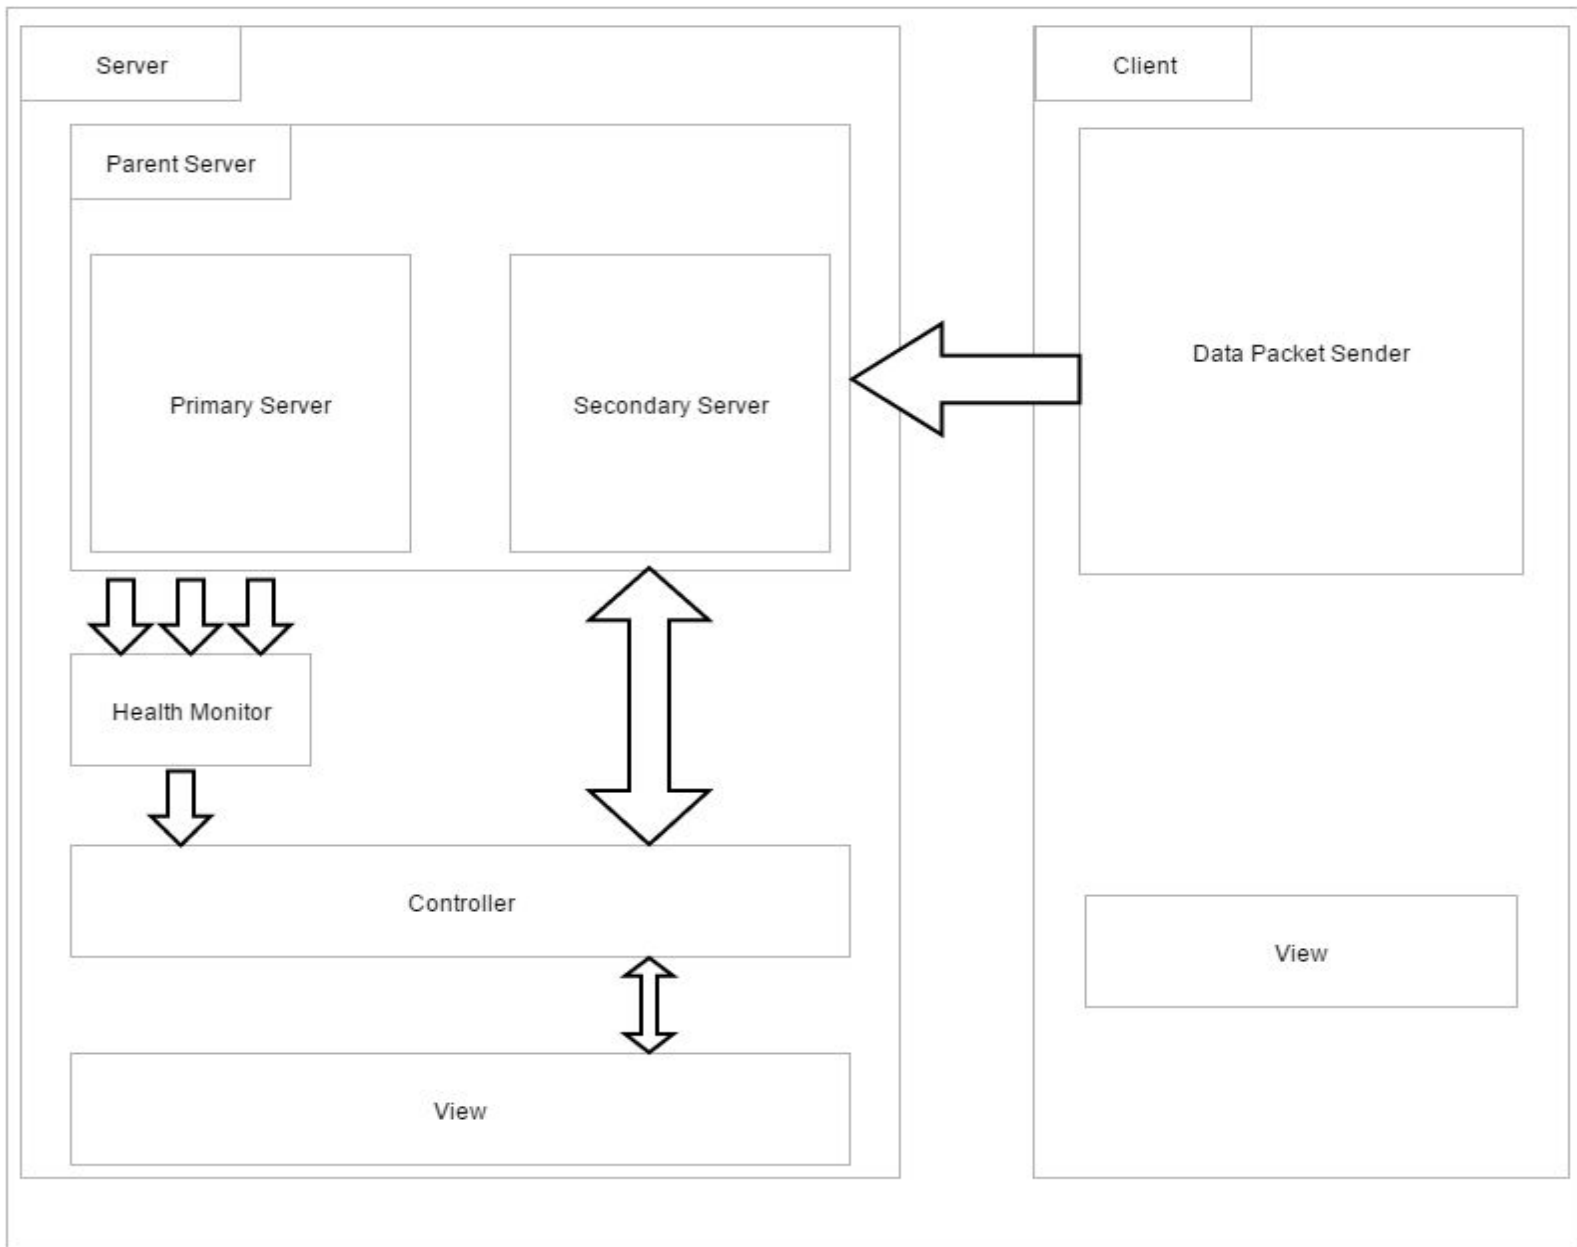 Server
Client
Parent Server
Primary Server
Secondary Server
Data Packet Sender
Health Monitor
Controller
View
View